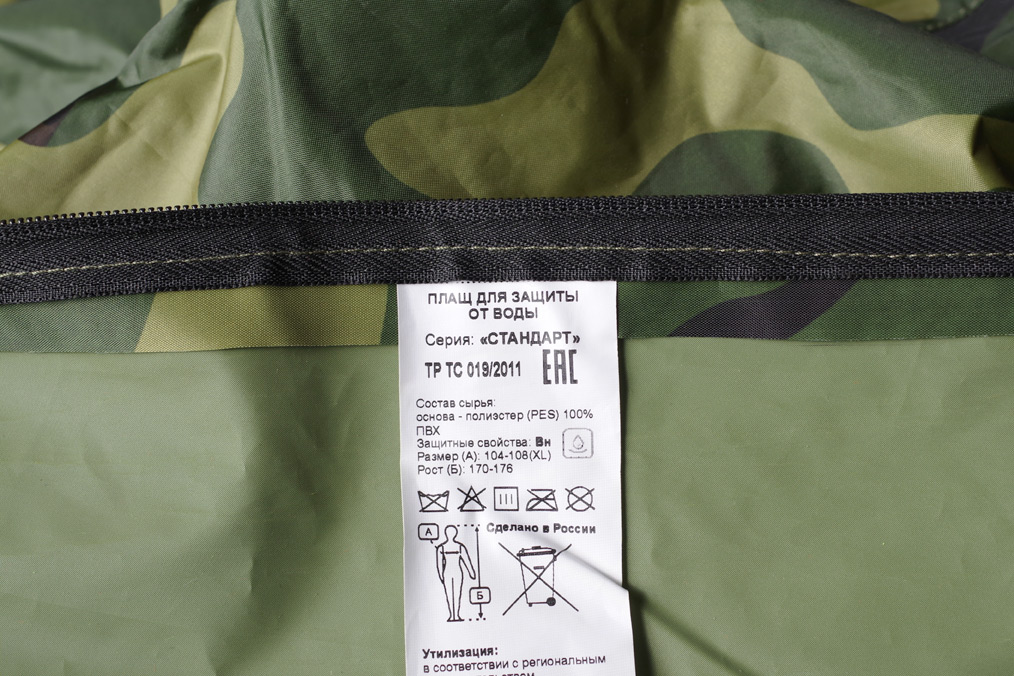 ПЛАЩ ДЛЯ ЗАЩИТЫ
ОТ ВОДЫ
Серия: «СТАНДАРТ»
ТР ТС 019/2011 ЕАС
Состав сырья:
основа - полиэстер (PES) 100%
ПВХ
Защитные свойства: Вн
Размер (А): 104-108(XL)
Рост (Б): 170-176
Сделано в России
А
Б
Утилизация:
в соответствии с региональным